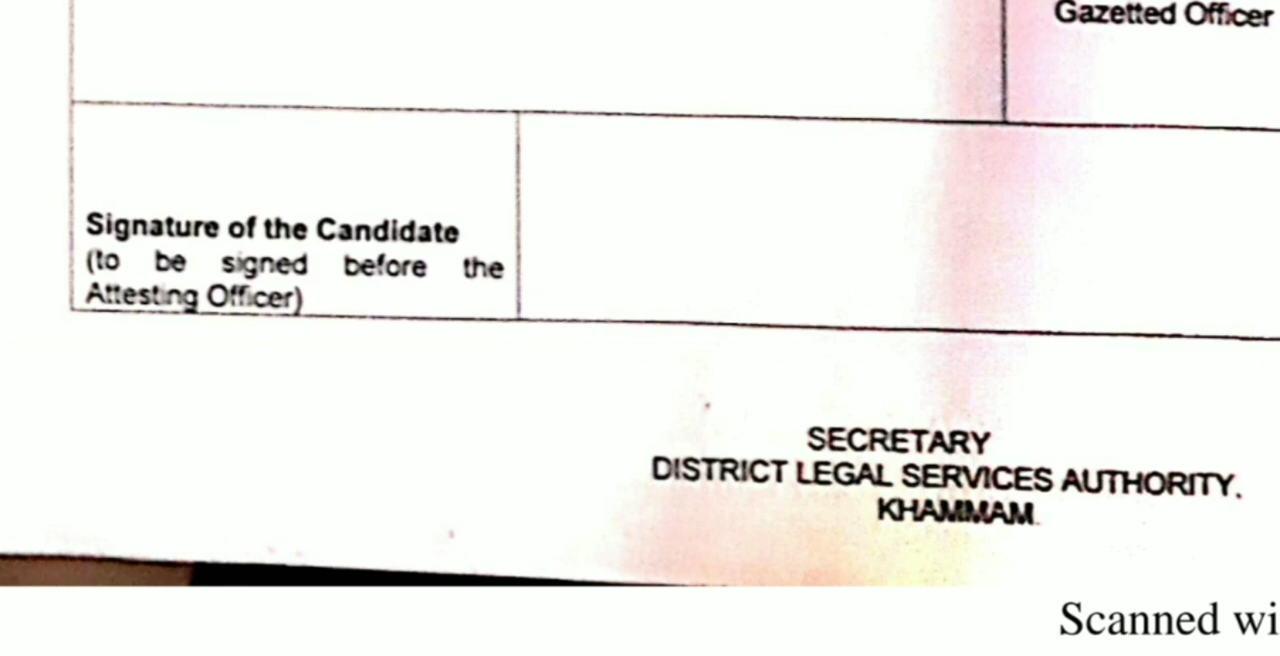 Gazetted Officer
Signature of the Candidate
(to be signed before the
Attesting Officer)
SECRETARY
DISTRICT LEGAL SERVICES AUTHORITY.
KHAMMAM
Scanned wi